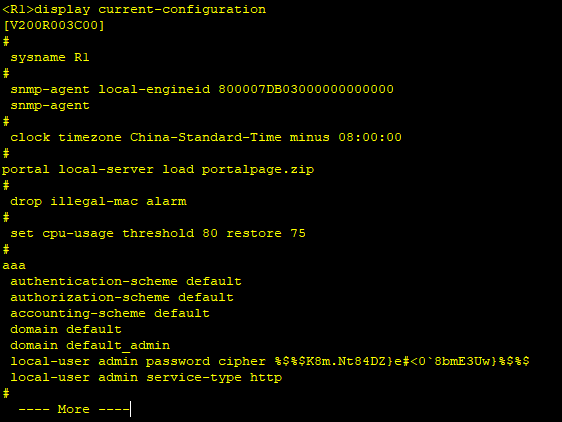 <R1>display current-configuration
[V200R003C00]
#
 sysname R1
#
 snmp-agent local-engineid 800007DB03000000000000
 snmp-agent
#
 clock timezone China-Standard-Time minus 08:00:00
#
portal local-server load portalpage.zip
#
 drop illegal-mac alarm
#
 set cpu-usage threshold 80 restore 75
#
aaa
 authentication-scheme default
 authorization-scheme default
 accounting-scheme default
 domain default
 domain default_admin
 local-user admin password cipher %$%$K8m.Nt84DZ}e#<0`8bmE3Uw}%$%$
 local-user admin service-type http
#
  ---- More ----